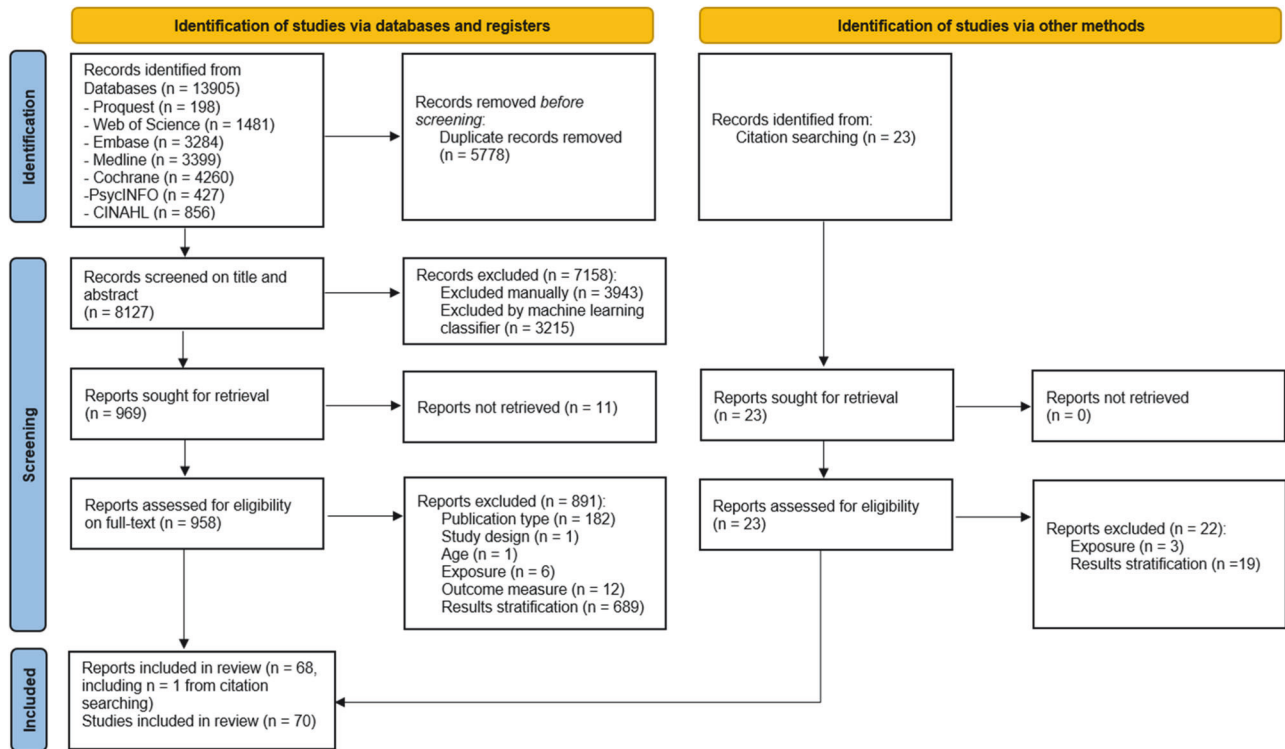 Identification of studies via databases and registers
Identification of studies via other methods
Identification
Records identified from
Databases (n = 13905)
- Proquest (n = 198)
- Web of Science (n = 1481)
- Embase (n = 3284)
- Medline (n = 3399)
- Cochrane (n = 4260)
-PsycINFO (n = 427)
- CINAHL (n = 856)
Records removed before
screening:
Duplicate records removed
(n = 5778)
Records identified from:
Citation searching (n = 23)
Screening
Records screened on title and
abstract
(n = 8127)
Records excluded (n = 7158):
Excluded manually (n = 3943)
Excluded by machine learning
classifier (n = 3215)
Reports sought for retrieval
(n = 969)
Reports not retrieved (n = 11)
Reports sought for retrieval
(n = 23)
Reports not retrieved
(n = 0)
Reports assessed for eligibility
on full-text (n = 958)
Reports excluded (n = 891):
Publication type (n = 182)
Study design (n = 1)
Age (n = 1)
Exposure (n = 6)
Outcome measure (n = 12)
Results stratification (n = 689)
Reports assessed for eligibility
(n = 23)
Reports excluded (n = 22):
Exposure (n = 3)
Results stratification (n =19)
Included
Reports included in review (n = 68,
including n = 1 from citation
searching)
Studies included in review (n = 70)